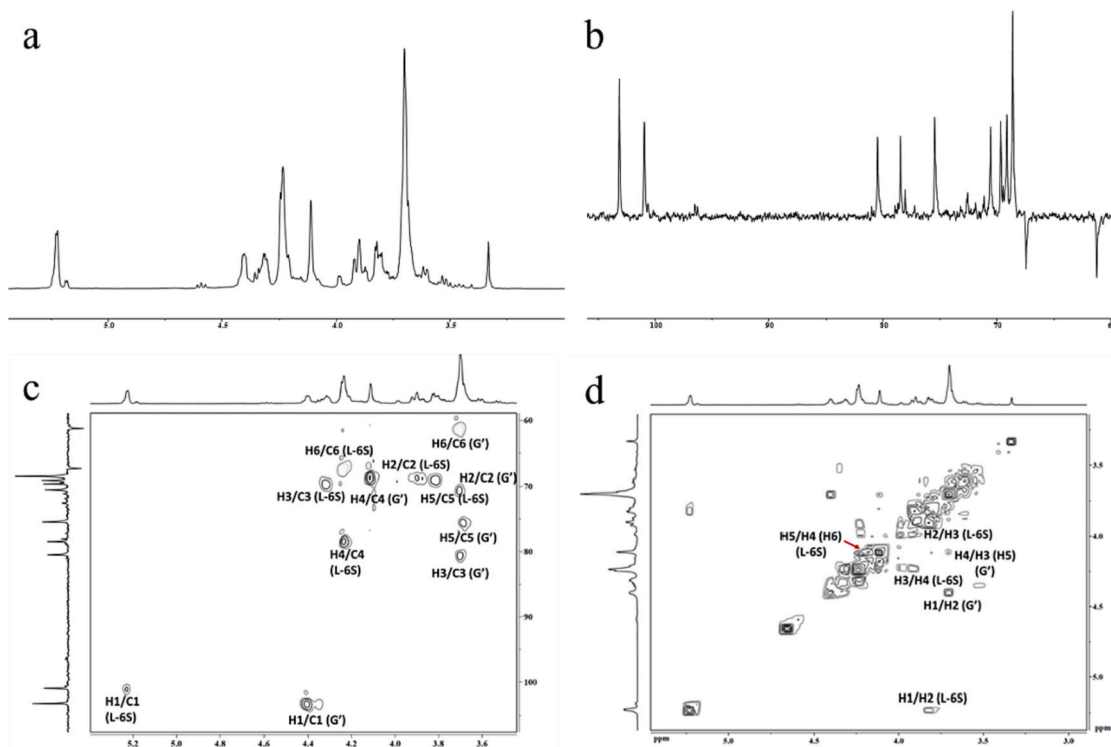 a
b
5.0 4.5 4.0 3.5
100 90 80 70 60
c
d
H6/C6 (G')
H6/C6 (L-6S)
H2/C2 (L-6S)
H2/C2 (G')
H3/C3 (L-6S)
H4/C4 (G')
H5/C5 (L-6S)
H5/C5 (G')
H4/C4
(L-6S)
H3/C3 (G')
H1/C1
(L-6S)
H1/C1 (G')
60
80
100
5.2 5.0 4.8 4.6 4.4 4.2 4.0 3.8 3.6
H5/H4 (H6)
(L-6S)
H2/H3 (L-6S)
H4/H3 (H5)
(G')
H3/H4 (L-6S)
H1/H2 (G')
H1/H2 (L-6S)
3.5
4.0
4.5
5.0
ppm
ppm 5.0 4.5 4.0 3.5 3.0